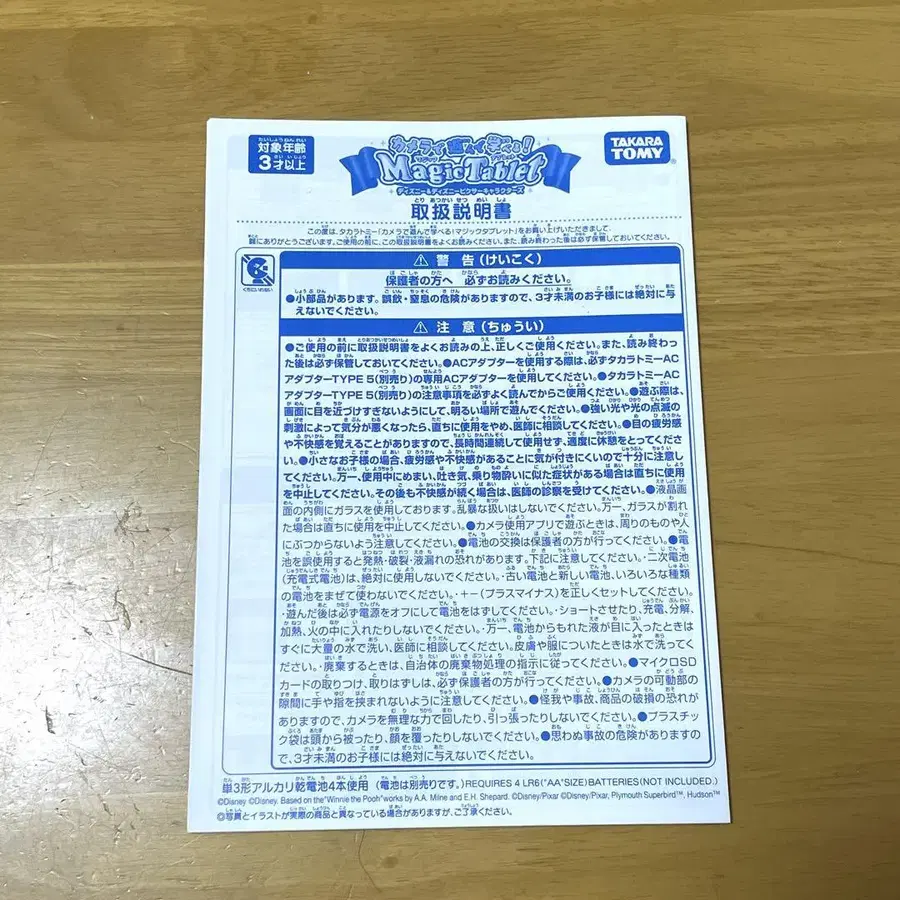 対象年齢
3才以上
カメラで遊んで学べる!
Magic Tablet
マジック タブレット
ディズニー&ディズニーピクサーキャラクターズ
TAKARA
TOMY
取扱説明書
この度は、タカラトミー「カメラで遊んで学べる!マジックタブレット」をお買い上げいただきまして、
誠にありがとうございます。ご使用の前に、この取扱説明書をよくお読みください。また、読み終わった後は必ず保管しておいてください。
くちにいれない
⚠ 警告(けいこく)
保護者の方へ 必ずお読みください。
●小部品があります。誤飲・窒息の危険がありますので、3才未満のお子様には絶対に与
えないでください。
⚠ 注意(ちゅうい)
●ご使用の前に取扱説明書をよくお読みの上、正しくご使用ください。また、読み終わっ
た後は必ず保管しておいてください。●ACアダプターを使用する際は、必ずタカラトミーAC
アダプターTYPE 5(別売り)の専用ACアダプターを使用してください。●タカラトミーAC
アダプターTYPE 5(別売り)の注意事項を必ずよく読んでからご使用ください。●遊ぶ際は、
画面に目を近づけすぎないようにして、明るい場所で遊んでください。●強い光や光の点滅の
刺激によって気分が悪くなったら、直ちに使用をやめ、医師に相談してください。●目の疲労感
や不快感を覚えることがありますので、長時間連続して使用せず、適度に休憩をとってくださ
い。●小さなお子様の場合、疲労感や不快感があることに気が付きにくいので十分に注意し
てください。万一、使用中にめまい、吐き気、乗り物酔いに似た症状がある場合は直ちに使用
を中止してください。その後も不快感が続く場合は、医師の診察を受けてください。●液晶画
面の内側にガラスを使用しております。乱暴な扱いはしないでください。万一、ガラスが割れ
た場合は直ちに使用を中止してください。●カメラ使用アプリで遊ぶときは、周りのものや人
にぶつからないよう注意してください。●電池の交換は保護者の方が行ってください。●電
池を誤使用すると発熱・破裂・液漏れの恐れがあります。下記に注意してください。・二次電池
(充電式電池)は、絶対に使用しないでください。・古い電池と新しい電池、いろいろな種類
の電池をまぜて使わないでください。・+-(プラスマイナス)を正しくセットしてください。
・遊んだ後は必ず電源をオフにして電池をはずしてください。・ショートさせたり、充電、分解、
加熱、火の中に入れたりしないでください。・万一、電池からもれた液が目に入ったときは
すぐに大量の水で洗い、医師に相談してください。皮膚や服についたときは水で洗ってく
ださい。・廃棄するときは、自治体の廃棄物処理の指示に従ってください。●マイクロSD
カードの取りつけ、取りはずしは、必ず保護者の方が行ってください。●カメラの可動部の
隙間に手や指を挟まれないように注意してください。●怪我や事故、商品の破損の恐れが
ありますので、カメラを無理な力で回したり、引っ張ったりしないでください。●プラスチッ
ク袋は頭から被ったり、顔を覆ったりしないでください。●思わぬ事故の危険がありますの
で、3才未満のお子様には絶対に与えないでください。
単3形アルカリ乾電池4本使用 (電池は別売りです。)REQUIRES 4 LR6("AA"SIZE)BATTERIES(NOT INCLUDED.)
©Disney ©Disney. Based on the "Winnie the Pooh" works by A.A. Milne and E.H. Shepard. ©Disney/Pixar ©Disney/Pixar, Plymouth Superbird™, Hudson™
◎写真とイラストが実際の商品と異なっている場合がありますが、ご了承ください。